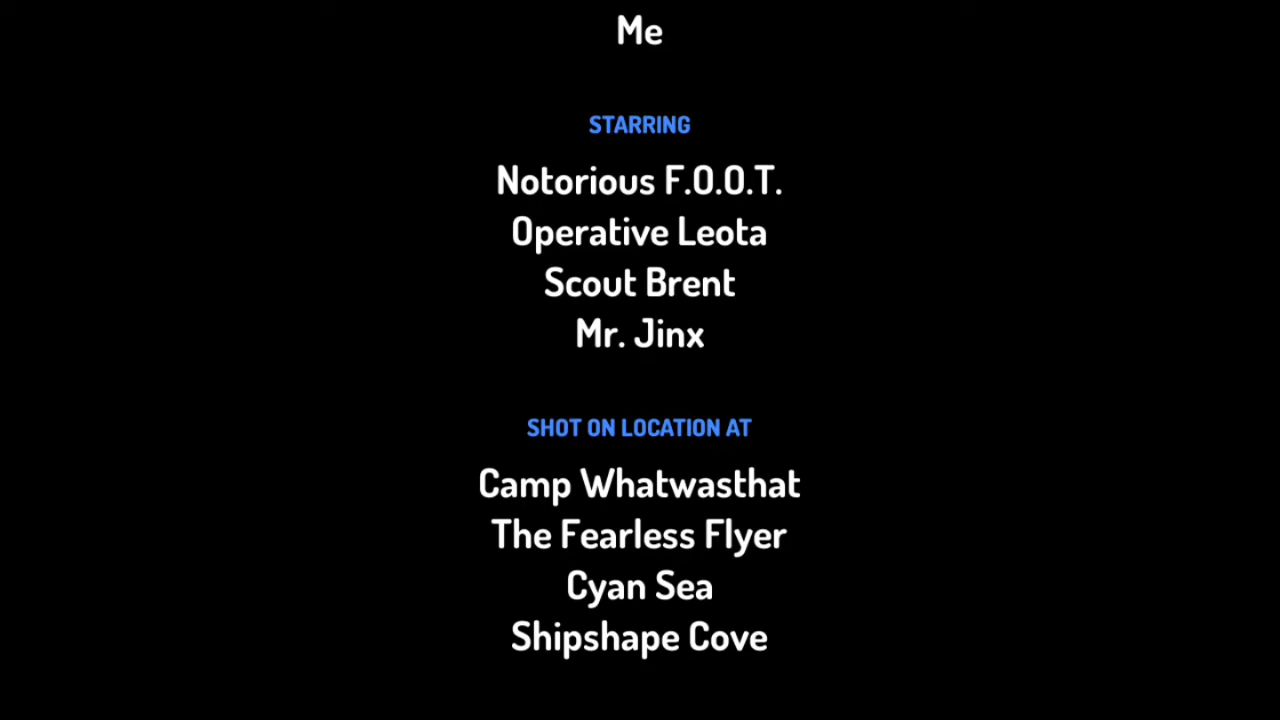 Me
STARRING
Notorious F.O.O.T.
Operative Leota
Scout Brent
Mr. Jinx
SHOT ON LOCATION AT
Camp Whatwasthat
The Fearless Flyer
Cyan Sea
Shipshape Cove